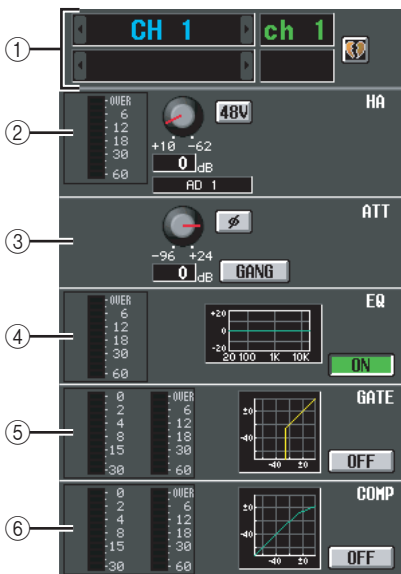 ① CH 1 ch 1
② HA
OVER
6
12
18
30
60
48V
+10 -62
0 dB
AD 1
③ ATT
ø
-96 +24
0 dB GANG
④ EQ
OVER
6
12
18
30
60
+20
0
-20
20 100 1K 10K
ON
⑤ GATE
0 OVER
2 6
4 12
8 18
15 30
30 60
±0
-40
-40 ±0
OFF
⑥ COMP
0 OVER
2 6
4 12
8 18
15 30
30 60
±0
-40
-40 ±0
OFF